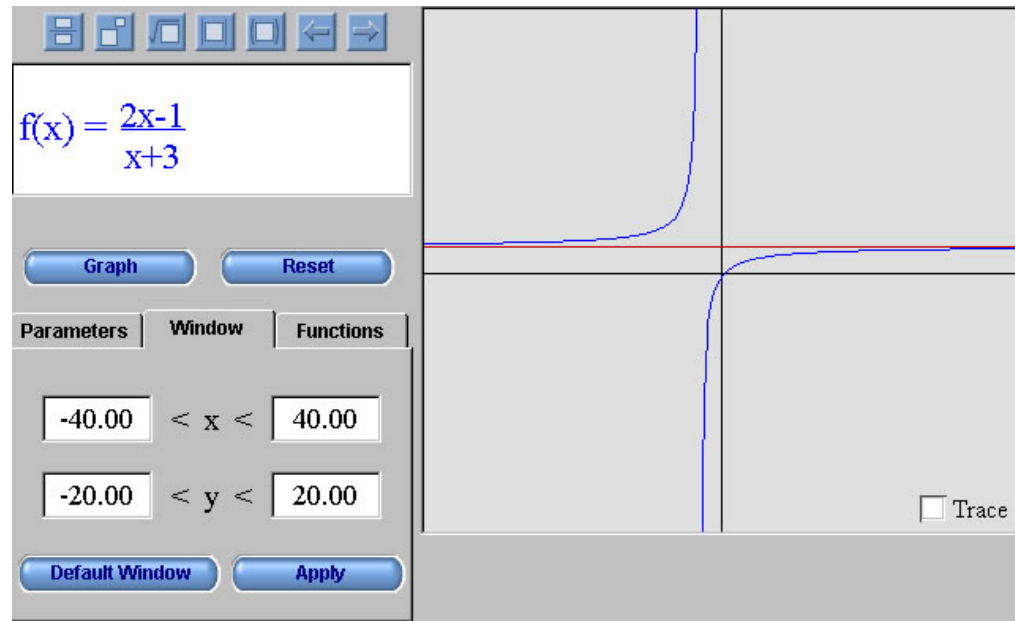 f(x) = 2x-1
x+3
Graph Reset
Parameters Window Functions
-40.00 < x < 40.00
-20.00 < y < 20.00
Default Window Apply
Trace